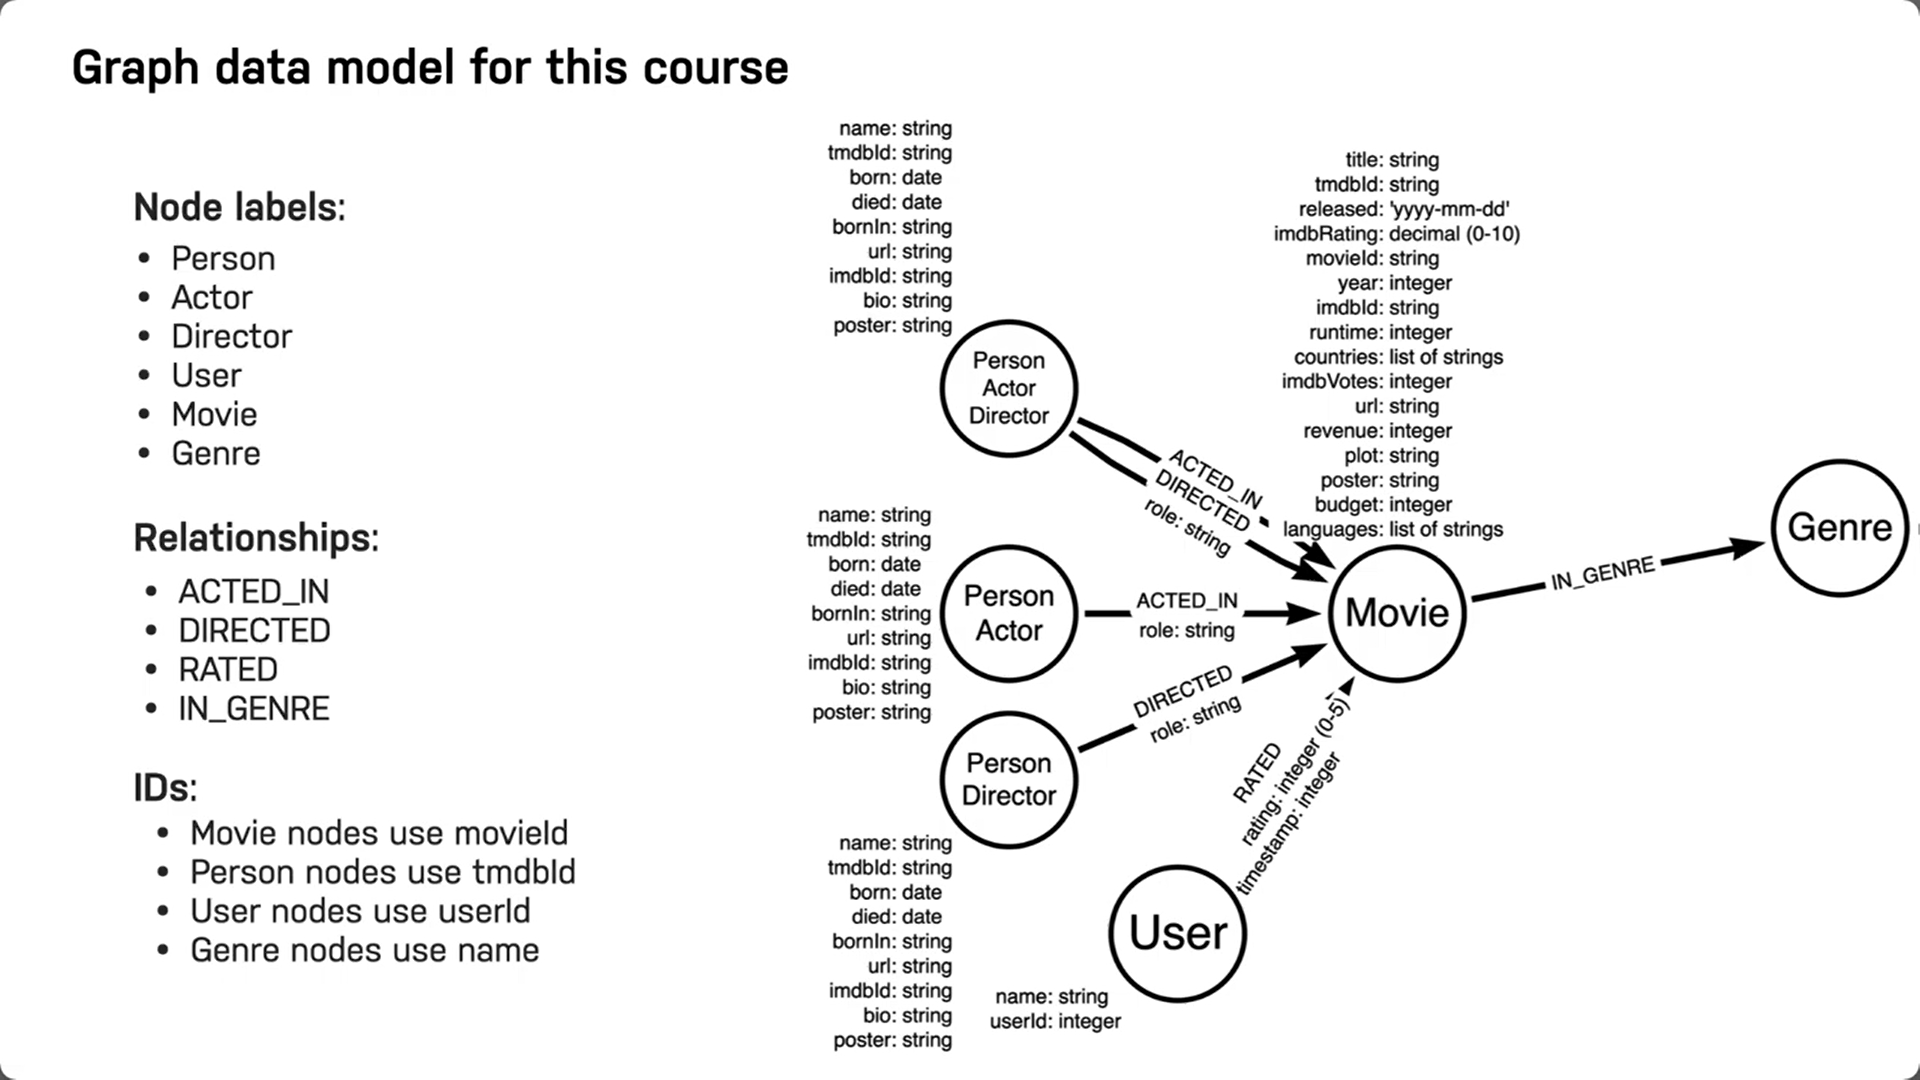 Graph data model for this course
Node labels:
• Person
• Actor
• Director
• User
• Movie
• Genre
Relationships:
• ACTED_IN
• DIRECTED
• RATED
• IN_GENRE
IDs:
• Movie nodes use movieId
• Person nodes use tmdbId
• User nodes use userId
• Genre nodes use name
name: string
tmdbId: string
born: date
died: date
bornIn: string
url: string
imdbId: string
bio: string
poster: string
Person
Actor
Director
ACTED_IN
DIRECTED
role: string
title: string
tmdbId: string
released: 'yyyy-mm-dd'
imdbRating: decimal (0-10)
movieId: string
year: integer
imdbId: string
runtime: integer
countries: list of strings
imdbVotes: integer
url: string
revenue: integer
plot: string
poster: string
budget: integer
languages: list of strings
name: string
tmdbId: string
born: date
died: date
bornIn: string
url: string
imdbId: string
bio: string
poster: string
Person
Actor
ACTED_IN
role: string
Movie
IN_GENRE
Genre
Person
Director
DIRECTED
role: string
name: string
tmdbId: string
born: date
died: date
bornIn: string
url: string
imdbId: string
bio: string
poster: string
RATED
rating: integer (0-5)
timestamp: integer
User
name: string
userId: integer